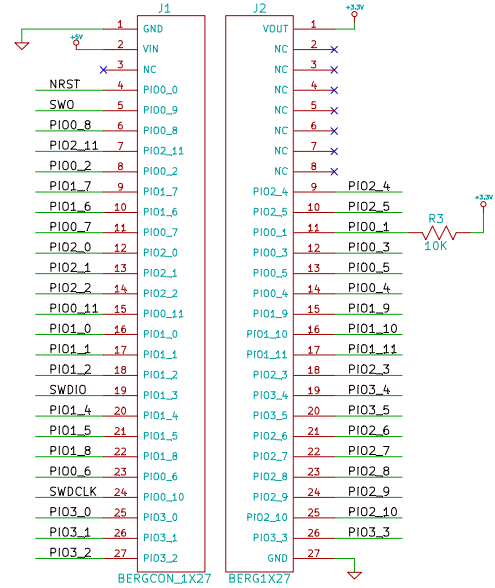 J1
GND 1
+5V
VIN 2
NC 3
NRST 4 PIO0_0
SWO 5 PIO0_9
PIO0_8 6 PIO0_8
PIO2_11 7 PIO2_11
PIO0_2 8 PIO0_2
PIO1_7 9 PIO1_7
PIO1_6 10 PIO1_6
PIO0_7 11 PIO0_7
PIO2_0 12 PIO2_0
PIO2_1 13 PIO2_1
PIO2_2 14 PIO2_2
PIO0_11 15 PIO0_11
PIO1_0 16 PIO1_0
PIO1_1 17 PIO1_1
PIO1_2 18 PIO1_2
SWDIO 19 PIO1_3
PIO1_4 20 PIO1_4
PIO1_5 21 PIO1_5
PIO1_8 22 PIO1_8
PIO0_6 23 PIO0_6
SWDCLK 24 PIO0_10
PIO3_0 25 PIO3_0
PIO3_1 26 PIO3_1
PIO3_2 27 PIO3_2
BERGCON_1X27
J2
+3.3V
VOUT 1
NC 2
NC 3
NC 4
NC 5
NC 6
NC 7
NC 8
PIO2_4 9 PIO2_4
PIO2_5 10 PIO2_5
PIO0_1 11 PIO0_1
R3
10K
+3.3V
PIO0_3 12 PIO0_3
PIO0_5 13 PIO0_5
PIO0_4 14 PIO0_4
PIO1_9 15 PIO1_9
PIO1_10 16 PIO1_10
PIO1_11 17 PIO1_11
PIO2_3 18 PIO2_3
PIO3_4 19 PIO3_4
PIO3_5 20 PIO3_5
PIO2_6 21 PIO2_6
PIO2_7 22 PIO2_7
PIO2_8 23 PIO2_8
PIO2_9 24 PIO2_9
PIO2_10 25 PIO2_10
PIO3_3 26 PIO3_3
GND 27
BERG1X27